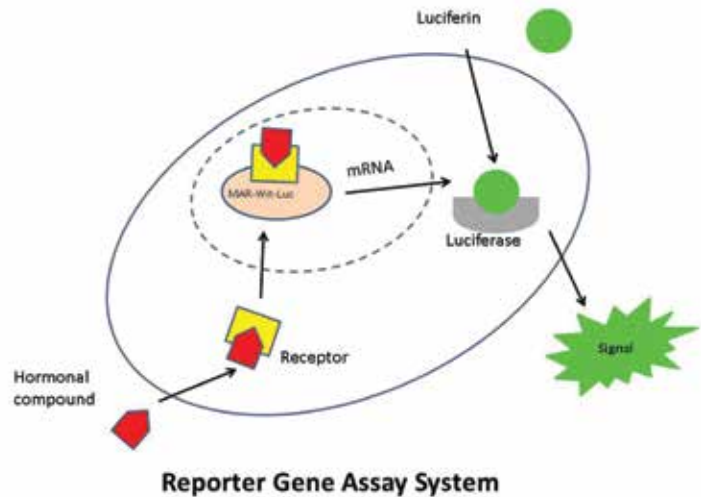 Luciferin
mRNA
MAR-Wit-Luc
Luciferase
Receptor
Signal
Hormonal
compound
Reporter Gene Assay System